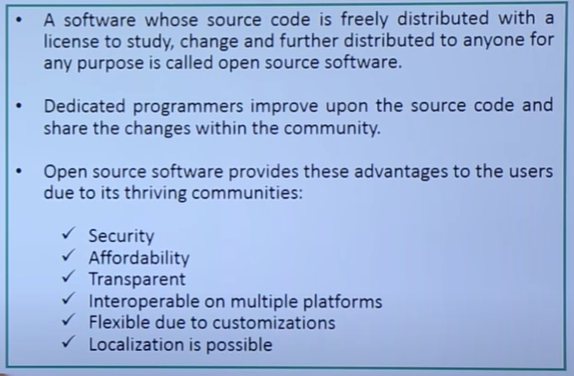 • A software whose source code is freely distributed with a
license to study, change and further distributed to anyone for
any purpose is called open source software.
• Dedicated programmers improve upon the source code and
share the changes within the community.
• Open source software provides these advantages to the users
due to its thriving communities:
✓ Security
✓ Affordability
✓ Transparent
✓ Interoperable on multiple platforms
✓ Flexible due to customizations
✓ Localization is possible